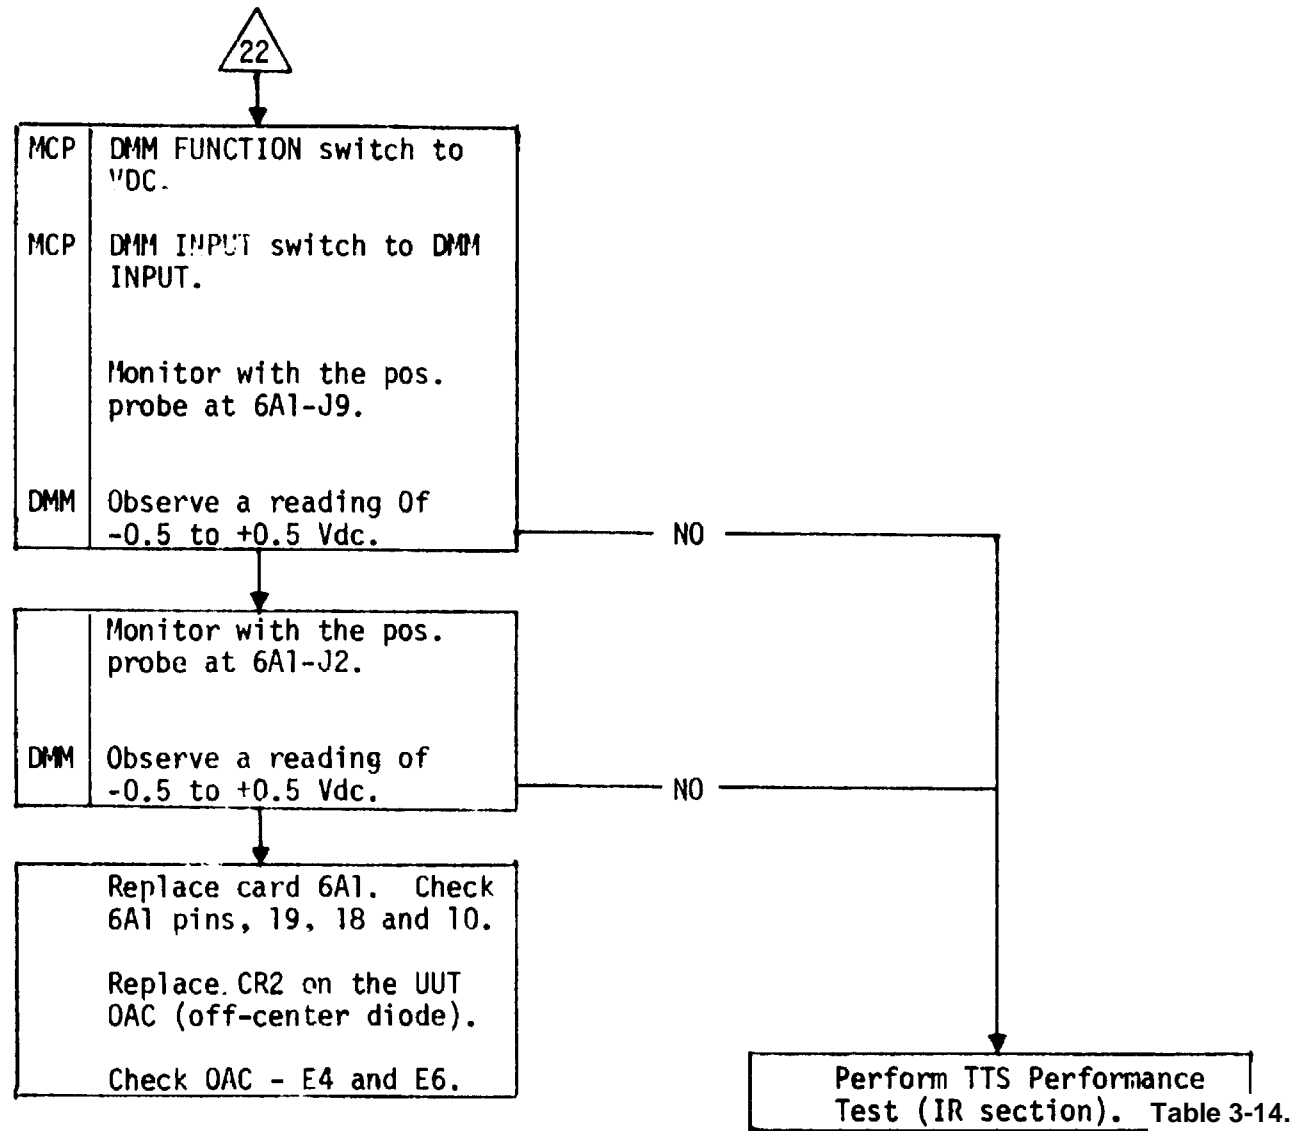 22
MCP DMM FUNCTION switch to
VDC.
MCP DMM INPUT switch to DMM
INPUT.
Monitor with the pos.
probe at 6A1-J9.
DMM Observe a reading Of
-0.5 to +0.5 Vdc.
NO
Monitor with the pos.
probe at 6A1-J2.
DMM Observe a reading of
-0.5 to +0.5 Vdc.
NO
Replace card 6A1. Check
6A1 pins, 19, 18 and 10.
Replace CR2 on the UUT
OAC (off-center diode).
Check OAC - E4 and E6.
Perform TTS Performance
Test (IR section). Table 3-14.